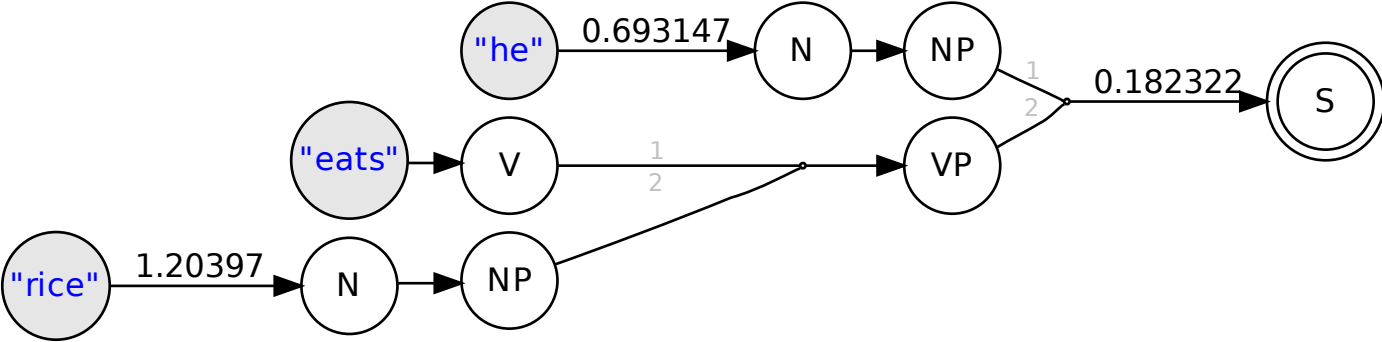 "he" 0.693147 N NP 1 0.182322 S
2
"eats" V 1 VP
2
"rice" 1.20397 N NP